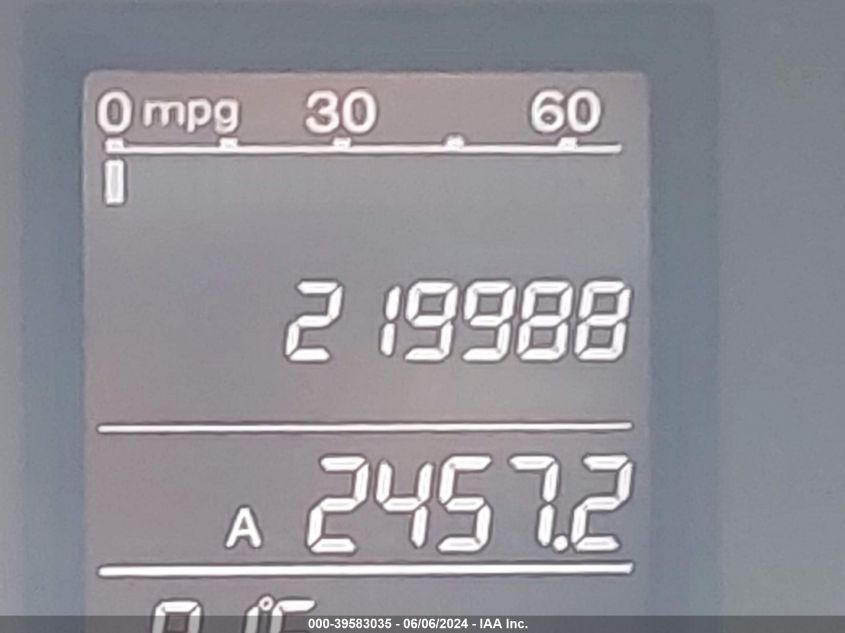 0 mpg 30 60
219988
A 2457.2
000-39583035 - 06/06/2024 - IAA Inc.